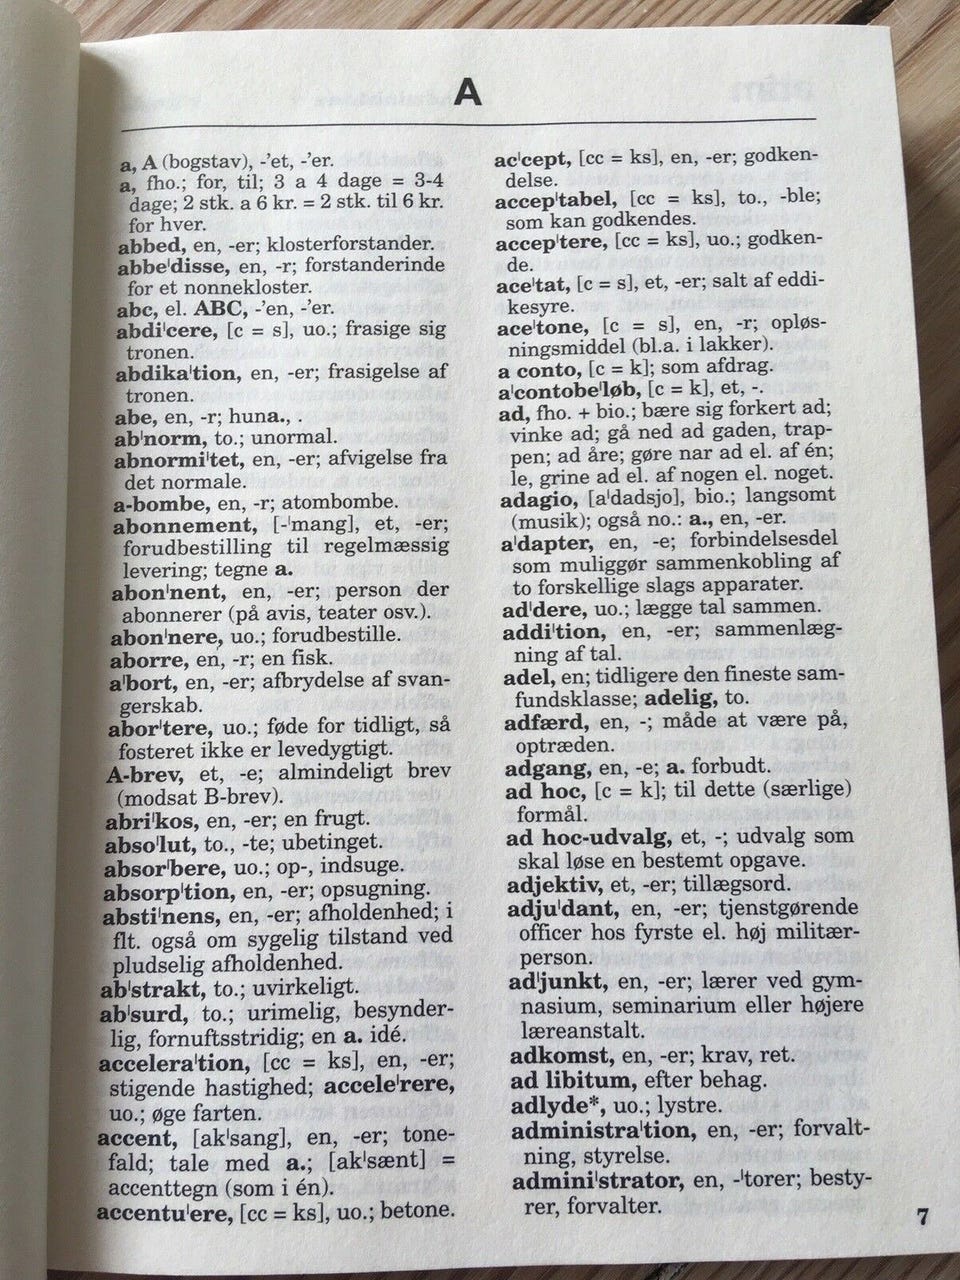 A
a, A (bogstav), -'et, -'er.
a, fho.; for, til; 3 a 4 dage = 3-4
dage; 2 stk. a 6 kr. = 2 stk. til 6 kr.
for hver.
abbed, en, -er; klosterforstander.
abbe'disse, en, -r; forstanderinde
for et nonnekloster.
abc, el. ABC, -'en, -'er.
abdi'cere, [c = s], uo.; frasige sig
tronen.
abdika'tion, en, -er; frasigelse af
tronen.
abe, en, -r; huna., .
ab'norm, to.; unormal.
abnormi'tet, en, -er; afvigelse fra
det normale.
a-bombe, en, -r; atombombe.
abonnement, [-'mang], et, -er;
forudbestilling til regelmæssig
levering; tegne a.
abon'nent, en, -er; person der
abonnerer (på avis, teater osv.).
abon'nere, uo.; forudbestille.
aborre, en, -r; en fisk.
a'bort, en, -er; afbrydelse af svan-
gerskab.
abor'tere, uo.; føde for tidligt, så
fosteret ikke er levedygtigt.
A-brev, et, -e; almindeligt brev
(modsat B-brev).
abri'kos, en, -er; en frugt.
abso'lut, to., -te; ubetinget.
absor'bere, uo.; op-, indsuge.
absorp'tion, en, -er; opsugning.
absti'nens, en, -er; afholdenhed; i
flt. også om sygelig tilstand ved
pludselig afholdenhed.
ab'strakt, to.; uvirkeligt.
ab'surd, to.; urimelig, besynder-
lig, fornuftsstridig; en a. idé.
accelera'tion, [cc = ks], en, -er;
stigende hastighed; accele'rere,
uo.; øge farten.
accent, [ak'sang], en, -er; tone-
fald; tale med a.; [ak'sænt] =
accenttegn (som i én).
accentu'ere, [cc = ks], uo.; betone.
ac'cept, [cc = ks], en, -er; godken-
delse.
accep'tabel, [cc = ks], to., -ble;
som kan godkendes.
accep'tere, [cc = ks], uo.; godken-
de.
ace'tat, [c = s], et, -er; salt af eddi-
kesyre.
ace'tone, [c = s], en, -r; opløs-
ningsmiddel (bl.a. i lakker).
a conto, [c = k]; som afdrag.
a'contobe'løb, [c = k], et, -.
ad, fho. + bio.; bære sig forkert ad;
vinke ad; gå ned ad gaden, trap-
pen; ad åre; gøre nar ad el. af én;
le, grine ad el. af nogen el. noget.
adagio, [a'dadsjo], bio.; langsomt
(musik); også no.: a., en, -er.
a'dapter, en, -e; forbindelsesdel
som muliggør sammenkobling af
to forskellige slags apparater.
ad'dere, uo.; lægge tal sammen.
addi'tion, en, -er; sammenlæg-
ning af tal.
adel, en; tidligere den fineste sam-
fundsklasse; adelig, to.
adfærd, en, -; måde at være på,
optræden.
adgang, en, -e; a. forbudt.
ad hoc, [c = k]; til dette (særlige)
formål.
ad hoc-udvalg, et, -; udvalg som
skal løse en bestemt opgave.
adjektiv, et, -er; tillægsord.
adju'dant, en, -er; tjenstgørende
officer hos fyrste el. høj militær-
person.
ad'junkt, en, -er; lærer ved gym-
nasium, seminarium eller højere
læreanstalt.
adkomst, en, -er; krav, ret.
ad libitum, efter behag.
adlyde*, uo.; lystre.
administra'tion, en, -er; forvalt-
ning, styrelse.
admini'strator, en, -'torer; besty-
rer, forvalter.
7